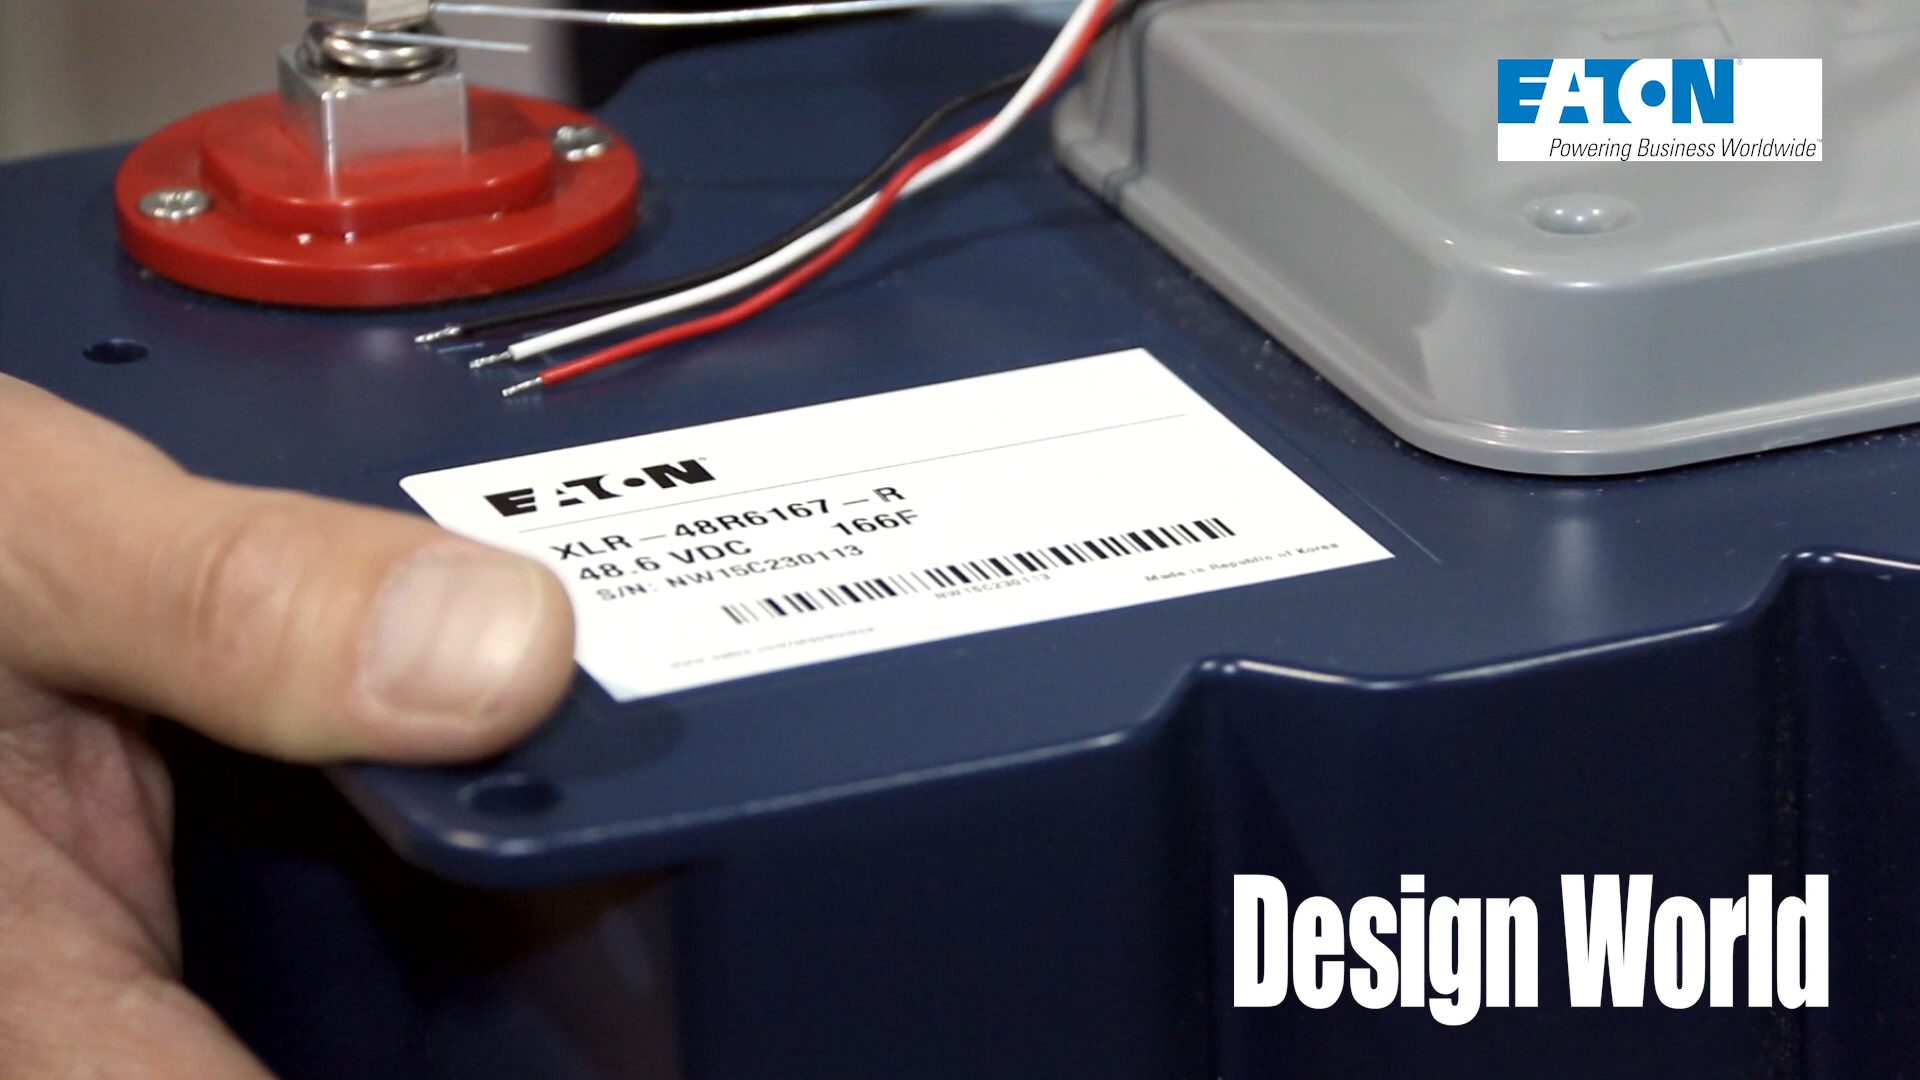 EATON
Powering Business Worldwide™
EATON
XLR-48R6167-R
48.6 VDC 166F
S/N: NW15C230113
NW15C230113
Made in Republic of Korea
Design World